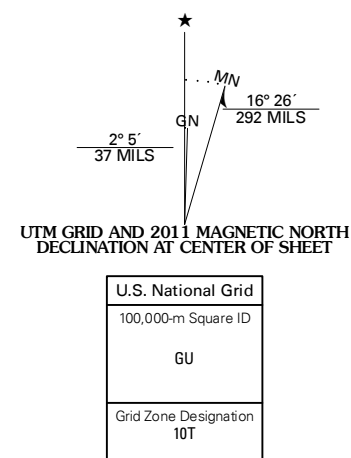 ★
MN
16° 26´
292 MILS
GN
2° 5´
37 MILS
UTM GRID AND 2011 MAGNETIC NORTH
DECLINATION AT CENTER OF SHEET
U.S. National Grid
100,000-m Square ID
GU
Grid Zone Designation
10T